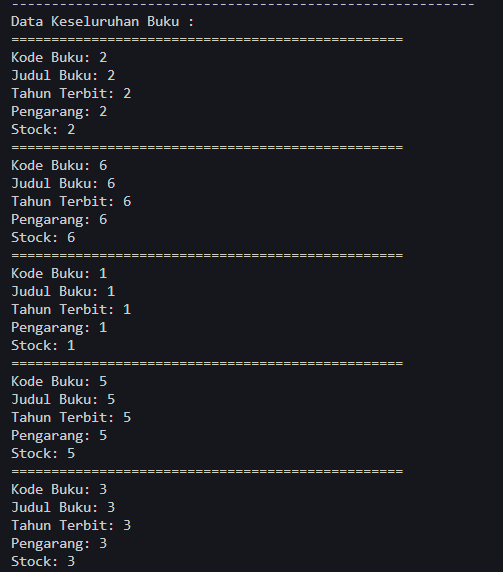 ----------------------------------------------------------
Data Keseluruhan Buku :
=================================================
Kode Buku: 2
Judul Buku: 2
Tahun Terbit: 2
Pengarang: 2
Stock: 2
=================================================
Kode Buku: 6
Judul Buku: 6
Tahun Terbit: 6
Pengarang: 6
Stock: 6
=================================================
Kode Buku: 1
Judul Buku: 1
Tahun Terbit: 1
Pengarang: 1
Stock: 1
=================================================
Kode Buku: 5
Judul Buku: 5
Tahun Terbit: 5
Pengarang: 5
Stock: 5
=================================================
Kode Buku: 3
Judul Buku: 3
Tahun Terbit: 3
Pengarang: 3
Stock: 3